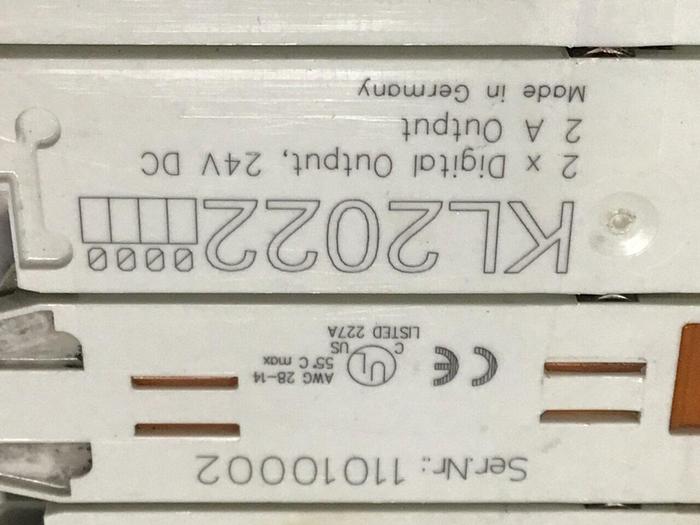 Ser.Nr.: 11010002
CE
C UL US
AWG 28-14
55°C max
LISTED 227A
KL2022 0000
2 x Digital Output, 24V DC
2 A Output
Made in Germany